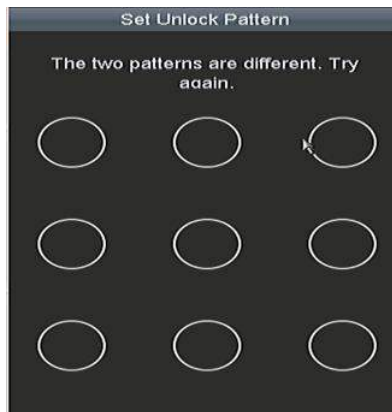 Set Unlock Pattern
The two patterns are different. Try
again.